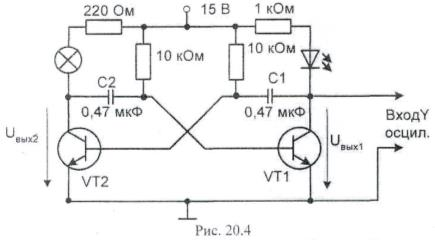 220 Ом
15 В
1 кОм
10 кОм
10 кОм
C2
C1
0,47 мкФ
0,47 мкФ
Uвых2
Uвых1
ВходY
осцил.
VT2
VT1
Рис. 20.4